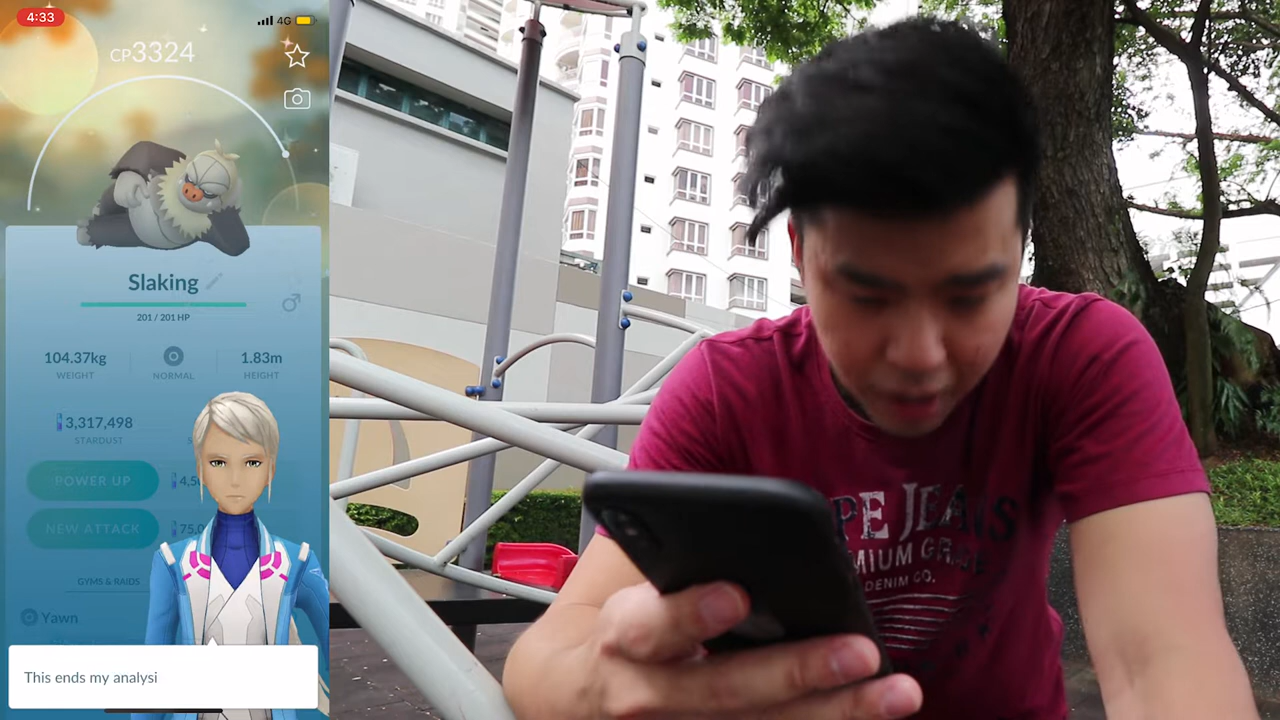 4:33
4G
CP3324
Slaking
201 / 201 HP
104.37kg
WEIGHT
NORMAL
1.83m
HEIGHT
3,317,498
STARDUST
POWER UP
NEW ATTACK
GYMS & RAIDS
Yawn
This ends my analysi
PE JEANS
MIUM GRADE
DENIM CO.